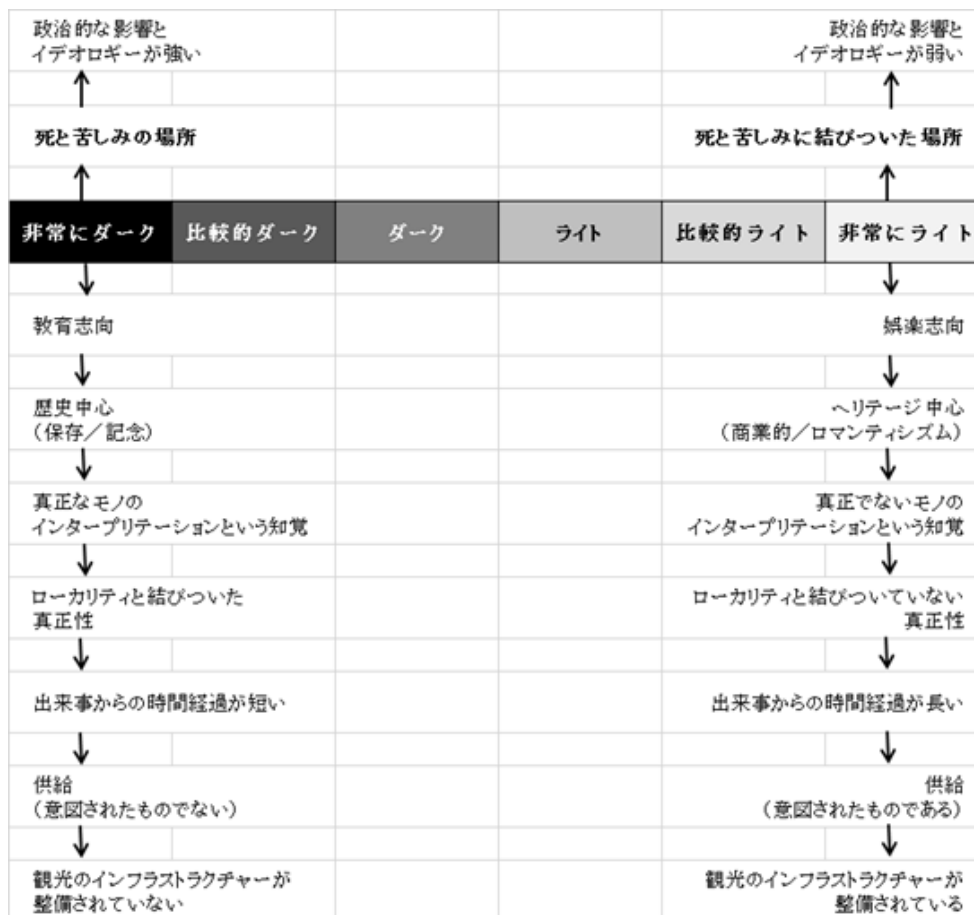 政治的な影響と
イデオロギーが強い
政治的な影響と
イデオロギーが弱い
死と苦しみの場所
死と苦しみに結びついた場所
非常にダーク
比較的ダーク
ダーク
ライト
比較的ライト
非常にライト
教育志向
娯楽志向
歴史中心
（保存／記念）
ヘリテージ中心
（商業的／ロマンティシズム）
真正なモノの
インタープリテーションという知覚
真正でないモノの
インタープリテーションという知覚
ローカリティと結びついた
真正性
ローカリティと結びついていない
真正性
出来事からの時間経過が短い
出来事からの時間経過が長い
供給
（意図されたものでない）
供給
（意図されたものである）
観光のインフラストラクチャーが
整備されていない
観光のインフラストラクチャーが
整備されている